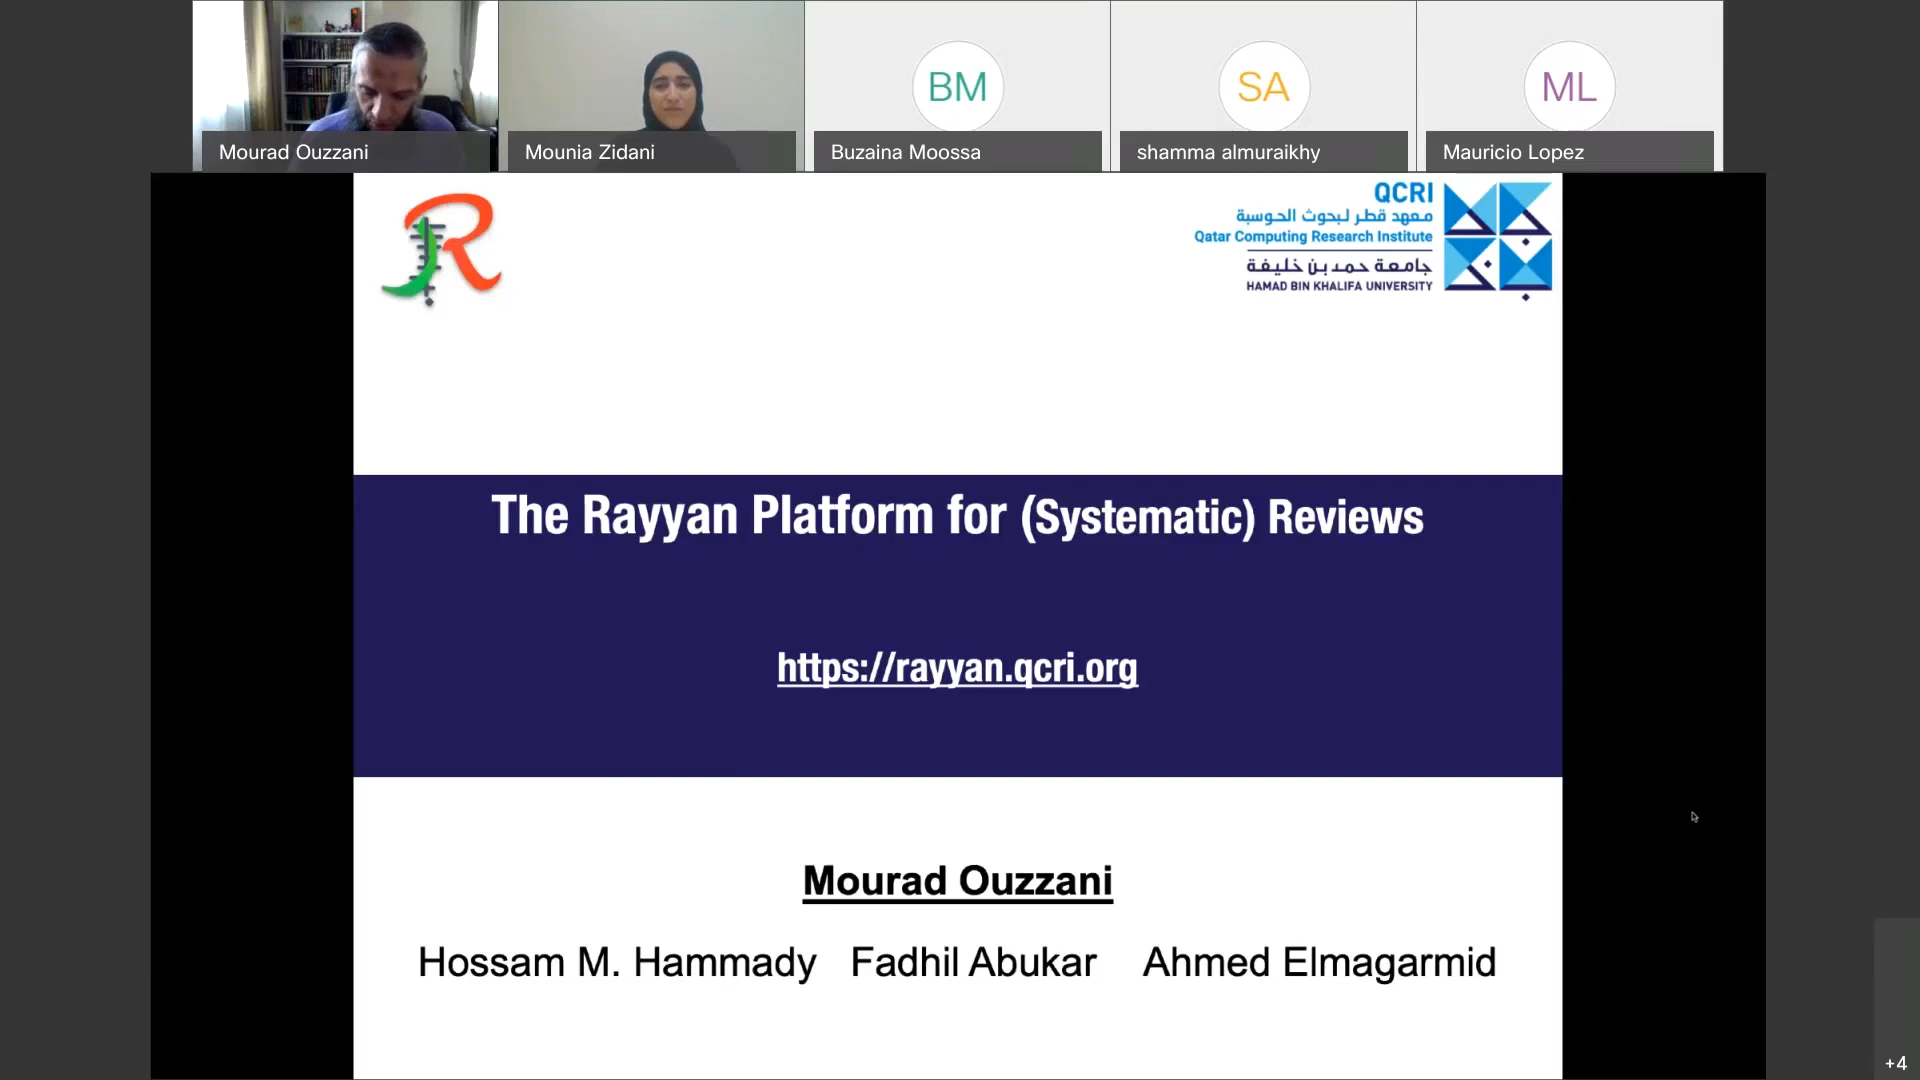 Mourad Ouzzani
Mounia Zidani
BM
Buzaina Moossa
SA
shamma almuraikhy
ML
Mauricio Lopez
QCRI
معهد قطر لبحوث الحوسبة
Qatar Computing Research Institute
جامعة حمد بن خليفة
HAMAD BIN KHALIFA UNIVERSITY
The Rayyan Platform for (Systematic) Reviews
https://rayyan.qcri.org
Mourad Ouzzani
Hossam M. Hammady Fadhil Abukar Ahmed Elmagarmid
+4